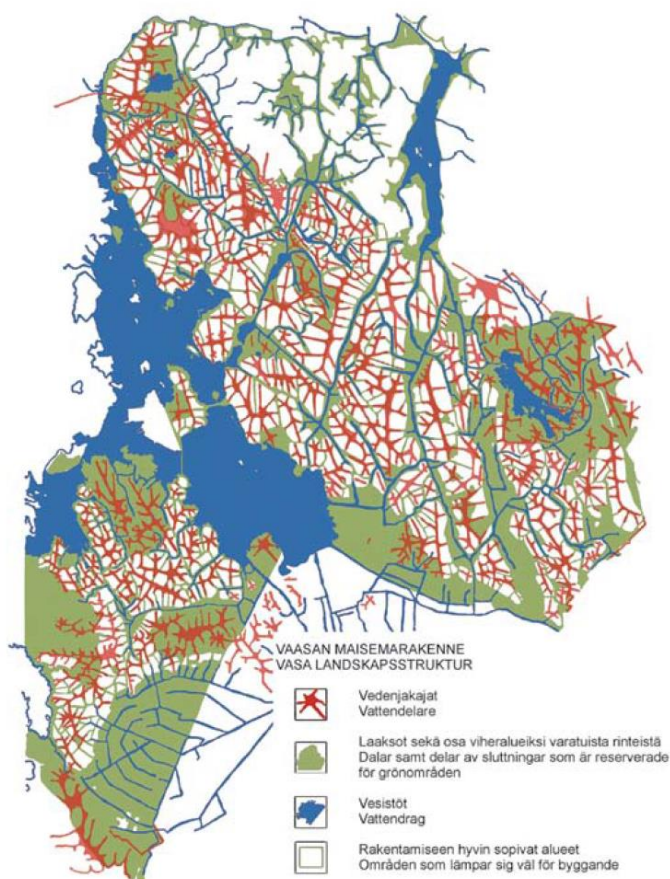 VAASAN MAISEMARAKENNE
VASA LANDSKAPSSTRUKTUR
Vedenjakajat
Vattendelare
Laaksot sekä osa viheralueiksi varatuista rinteistä
Dalar samt delar av sluttningar som är reserverade
för grönområden
Vesistöt
Vattendrag
Rakentamiseen hyvin sopivat alueet
Områden som lämpar sig väl för byggande